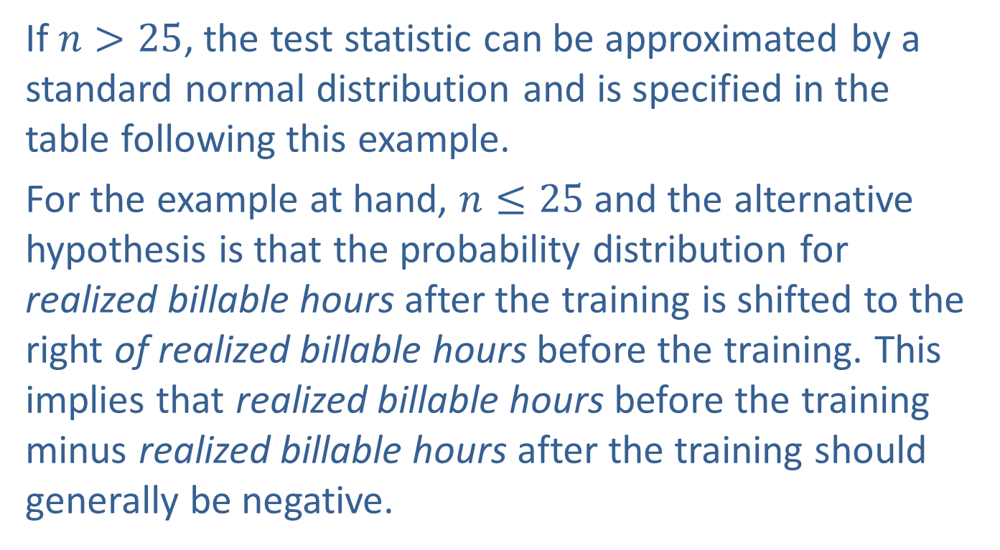 If n > 25, the test statistic can be approximated by a
standard normal distribution and is specified in the
table following this example.
For the example at hand, n ≤ 25 and the alternative
hypothesis is that the probability distribution for
realized billable hours after the training is shifted to the
right of realized billable hours before the training. This
implies that realized billable hours before the training
minus realized billable hours after the training should
generally be negative.